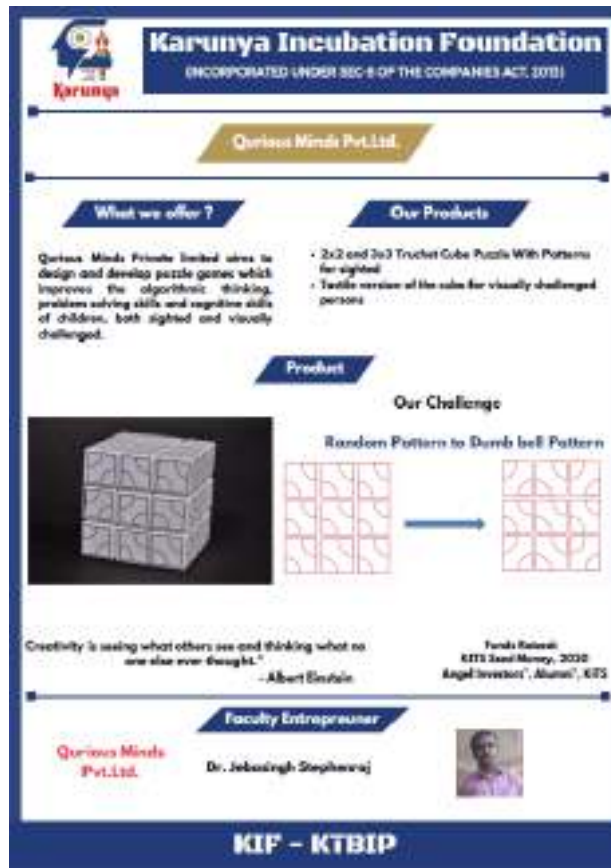 Karunya Incubation Foundation
(INCORPORATED UNDER SEC-8 OF THE COMPANIES ACT, 2013)
Karunya
Qurious Minds Pvt.Ltd.
What we offer ?
Qurious Minds Private limited aims to
design and develop puzzle games which
improves the algorithmic thinking,
problem solving skills and cognitive skills
of children, both sighted and visually
challenged.
Our Products
• 2x2 and 3x3 Truchet Cube Puzzle With Patterns
for sighted
• Tactile version of the cube for visually challenged
persons
Product
Our Challenge
Random Pattern to Dumb bell Pattern
Creativity is seeing what others see and thinking what no
one else ever thought."
- Albert Einstein
Funds Raised:
KITS Seed Money, 2020
Angel Investors", Alumni", KITS
Faculty Entrepreuner
Qurious Minds
Pvt.Ltd.
Dr. Jebasingh Stephenraj
KIF - KTBIP